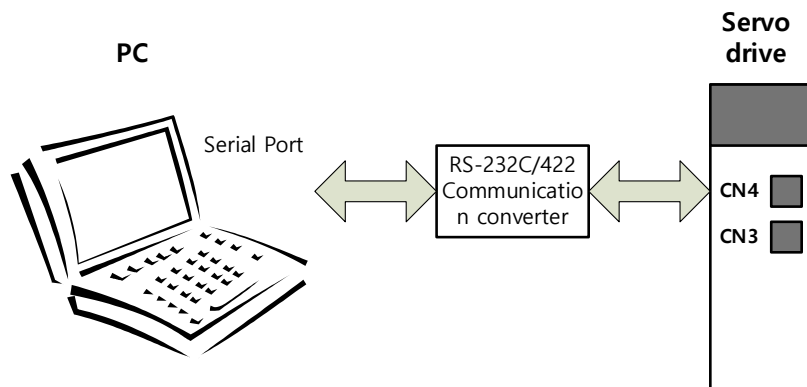 PC
Servo
drive
Serial Port
RS-232C/422
Communicatio
n converter
CN4
CN3